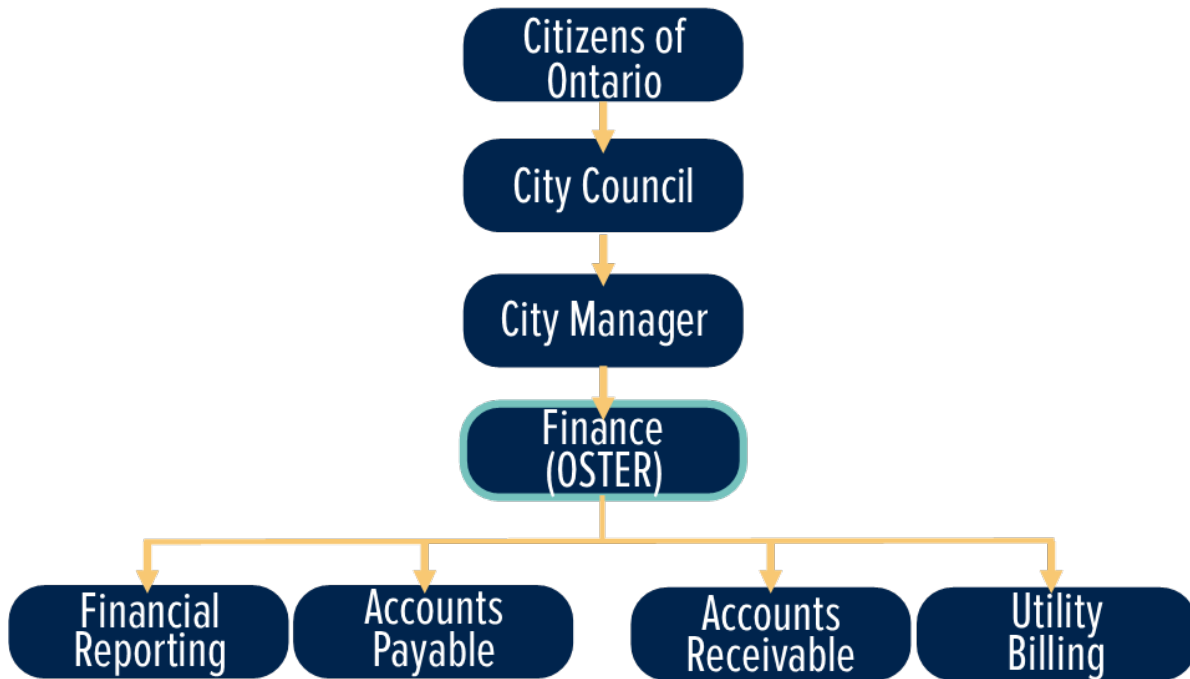 Citizens of
Ontario
City Council
City Manager
Finance
(OSTER)
Financial
Reporting
Accounts
Payable
Accounts
Receivable
Utility
Billing